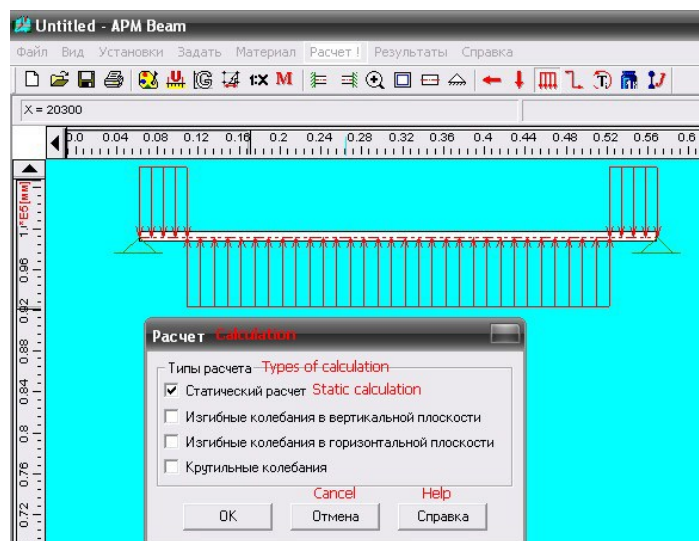 Untitled - APM Beam
Файл Вид Установки Задать Материал Расчет ! Результаты Справка
1:X M
X = 20300
0.0 0.04 0.08 0.12 0.16 0.2 0.24 0.28 0.32 0.36 0.4 0.44 0.48 0.52 0.56 0.6
*E5[мм]
1
0.96
0.92
0.88
0.84
0.8
0.76
0.72
Расчет Calculation
Типы расчета Types of calculation
Статический расчет Static calculation
Изгибные колебания в вертикальной плоскости
Изгибные колебания в горизонтальной плоскости
Крутильные колебания
Cancel Help
OK Отмена Справка